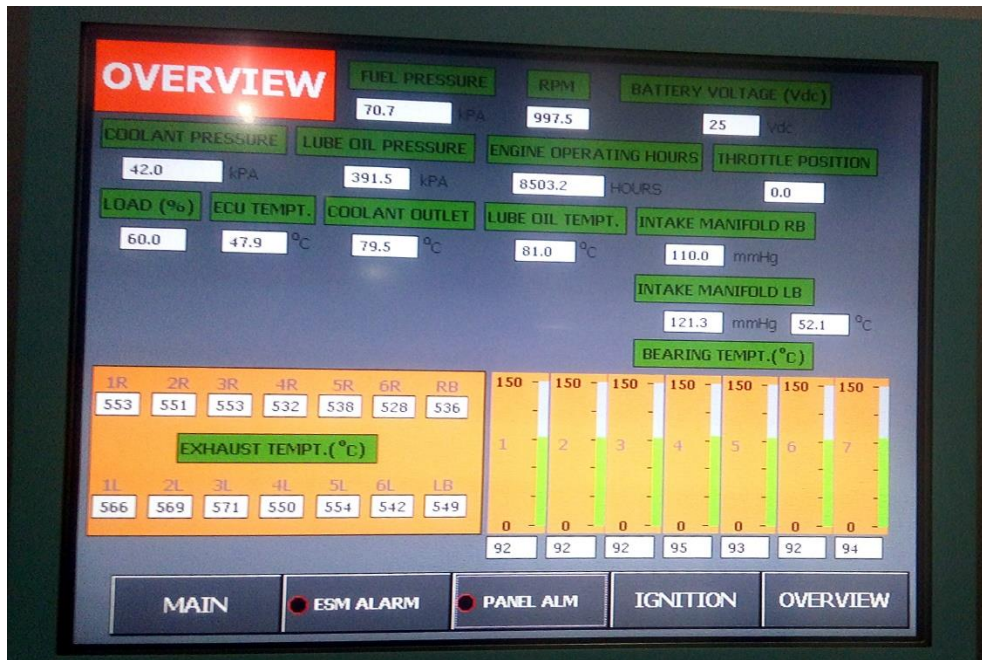 OVERVIEW
FUEL PRESSURE RPM BATTERY VOLTAGE (Vdc)
70.7 kPA 997.5 25 Vdc
COOLANT PRESSURE LUBE OIL PRESSURE ENGINE OPERATING HOURS THROTTLE POSITION
42.0 kPA 391.5 kPA 8503.2 HOURS 0.0
LOAD (%) ECU TEMPT. COOLANT OUTLET LUBE OIL TEMPT. INTAKE MANIFOLD RB
60.0 47.9 °C 79.5 °C 81.0 °C 110.0 mmHg
INTAKE MANIFOLD LB
121.3 mmHg 52.1 °C
BEARING TEMPT.(°C)
1R 2R 3R 4R 5R 6R RB
553 551 553 532 538 528 536
EXHAUST TEMPT.(°C)
1L 2L 3L 4L 5L 6L LB
566 569 571 550 554 542 549
150 150 150 150 150 150 150
1 2 3 4 5 6 7
0 0 0 0 0 0 0
92 92 92 95 93 92 94
MAIN ESM ALARM PANEL ALM IGNITION OVERVIEW